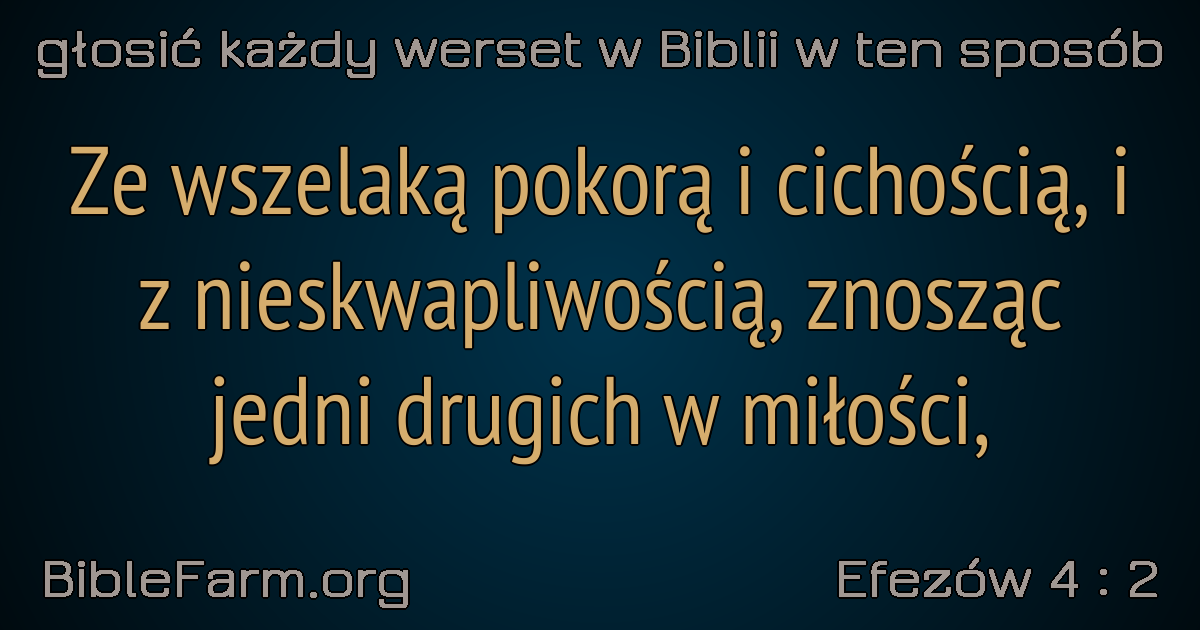 głosić każdy werset w Biblii w ten sposób
Ze wszelaką pokorą i cichością, i
z nieskwapliwością, znosząc
jedni drugich w miłości,
BibleFarm.org
Efezów 4 : 2